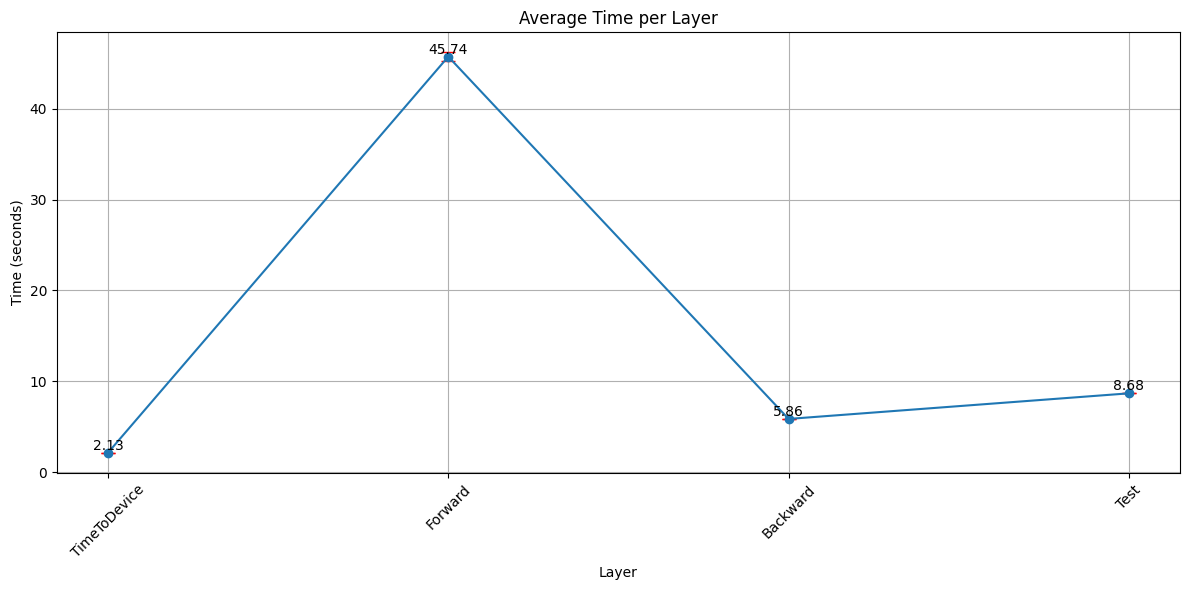 Average Time per Layer
Time (seconds)
40
30
20
10
0
45.74
2.13
5.86
8.68
TimeToDevice
Forward
Backward
Test
Layer